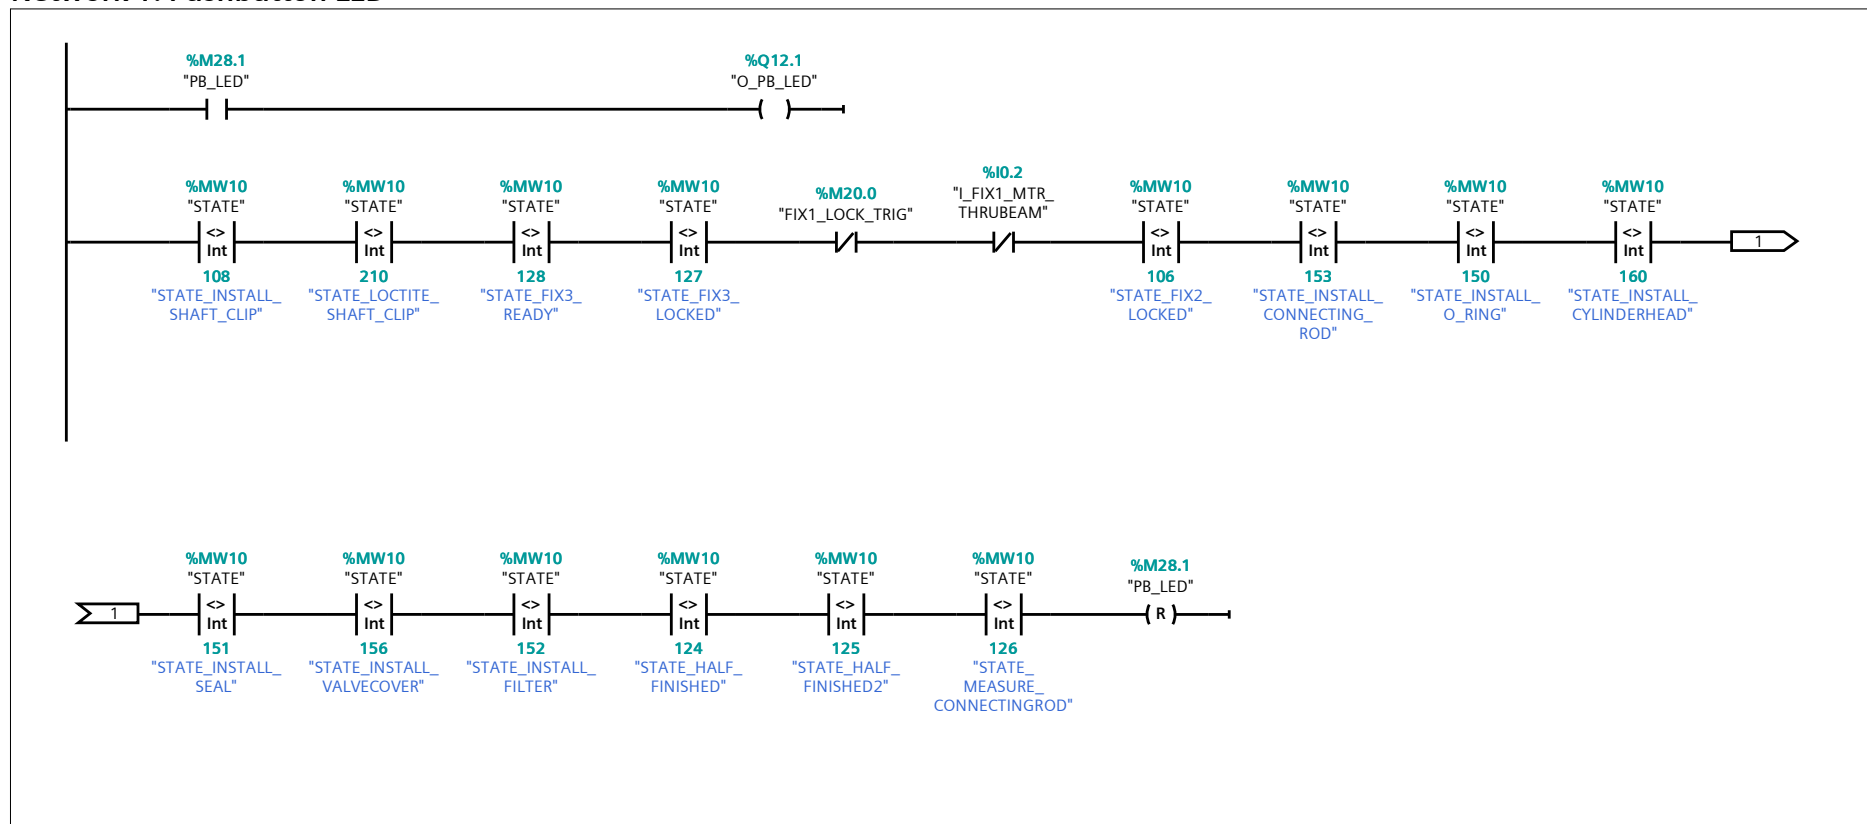 %M28.1
"PB_LED"
%Q12.1
"O_PB_LED"
%MW10
"STATE"
<>
Int
108
"STATE_INSTALL_
SHAFT_CLIP"
%MW10
"STATE"
<>
Int
210
"STATE_LOCTITE_
SHAFT_CLIP"
%MW10
"STATE"
<>
Int
128
"STATE_FIX3_
READY"
%MW10
"STATE"
<>
Int
127
"STATE_FIX3_
LOCKED"
%M20.0
"FIX1_LOCK_TRIG"
%I0.2
"I_FIX1_MTR_
THRUBEAM"
%MW10
"STATE"
<>
Int
106
"STATE_FIX2_
LOCKED"
%MW10
"STATE"
<>
Int
153
"STATE_INSTALL_
CONNECTING_
ROD"
%MW10
"STATE"
<>
Int
150
"STATE_INSTALL_
O_RING"
%MW10
"STATE"
<>
Int
160
"STATE_INSTALL_
CYLINDERHEAD"
1
1
%MW10
"STATE"
<>
Int
151
"STATE_INSTALL_
SEAL"
%MW10
"STATE"
<>
Int
156
"STATE_INSTALL_
VALVECOVER"
%MW10
"STATE"
<>
Int
152
"STATE_INSTALL_
FILTER"
%MW10
"STATE"
<>
Int
124
"STATE_HALF_
FINISHED"
%MW10
"STATE"
<>
Int
125
"STATE_HALF_
FINISHED2"
%MW10
"STATE"
<>
Int
126
"STATE_
MEASURE_
CONNECTINGROD"
%M28.1
"PB_LED"
R